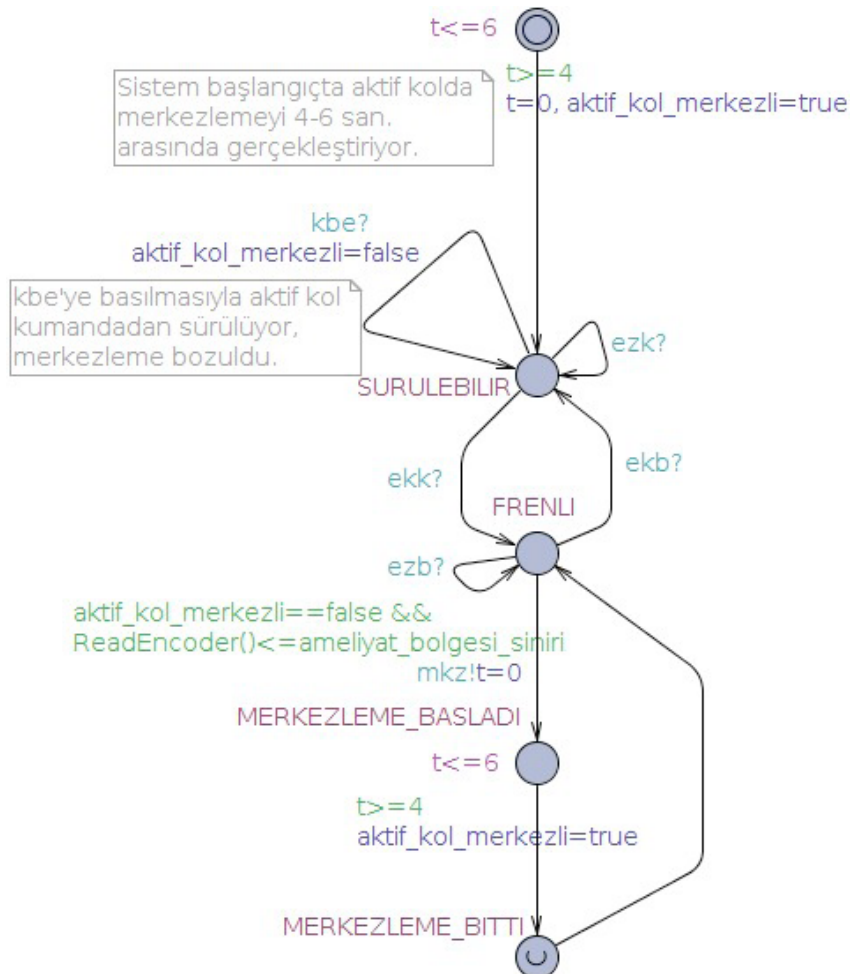 t<=6
t>=4
t=0, aktif_kol_merkezli=true
Sistem başlangıçta aktif kolda
merkezlemeyi 4-6 san.
arasında gerçekleştiriyor.
kbe?
aktif_kol_merkezli=false
kbe'ye basılmasıyla aktif kol
kumandadan sürülüyor,
merkezleme bozuldu.
ezk?
SURULEBILIR
ekk?
ekb?
FRENLI
ezb?
aktif_kol_merkezli==false &&
ReadEncoder()<=ameliyat_bolgesi_siniri
mkz!t=0
MERKEZLEME_BASLADI
t<=6
t>=4
aktif_kol_merkezli=true
MERKEZLEME_BITTI